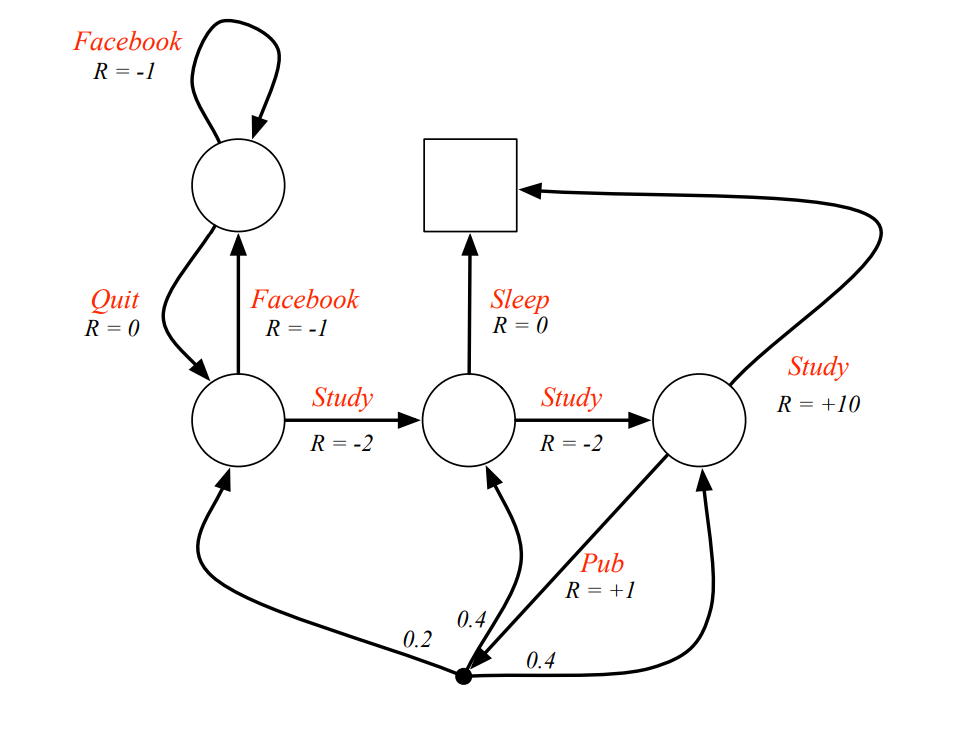 Facebook
R = -1
Quit
R = 0
Facebook
R = -1
Sleep
R = 0
Study
R = -2
Study
R = -2
Study
R = +10
Pub
R = +1
0.2
0.4
0.4